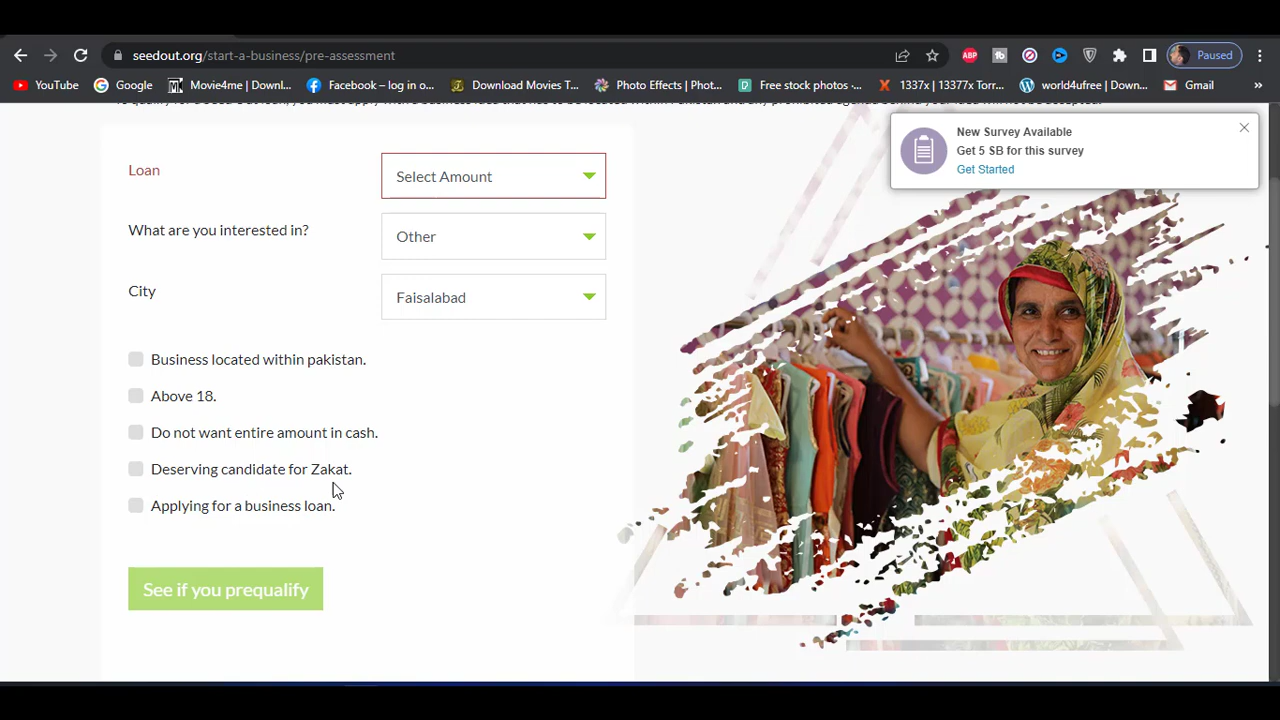 seedout.org/start-a-business/pre-assessment
ABP
Paused
YouTube
Google
Movie4me | Downl...
Facebook – log in o...
Download Movies T...
Photo Effects | Phot...
Free stock photos -...
1337x | 13377x Torr...
world4ufree | Down...
Gmail
»
New Survey Available
Get 5 SB for this survey
Get Started
Loan
Select Amount
What are you interested in?
Other
City
Faisalabad
Business located within pakistan.
Above 18.
Do not want entire amount in cash.
Deserving candidate for Zakat.
Applying for a business loan.
See if you prequalify